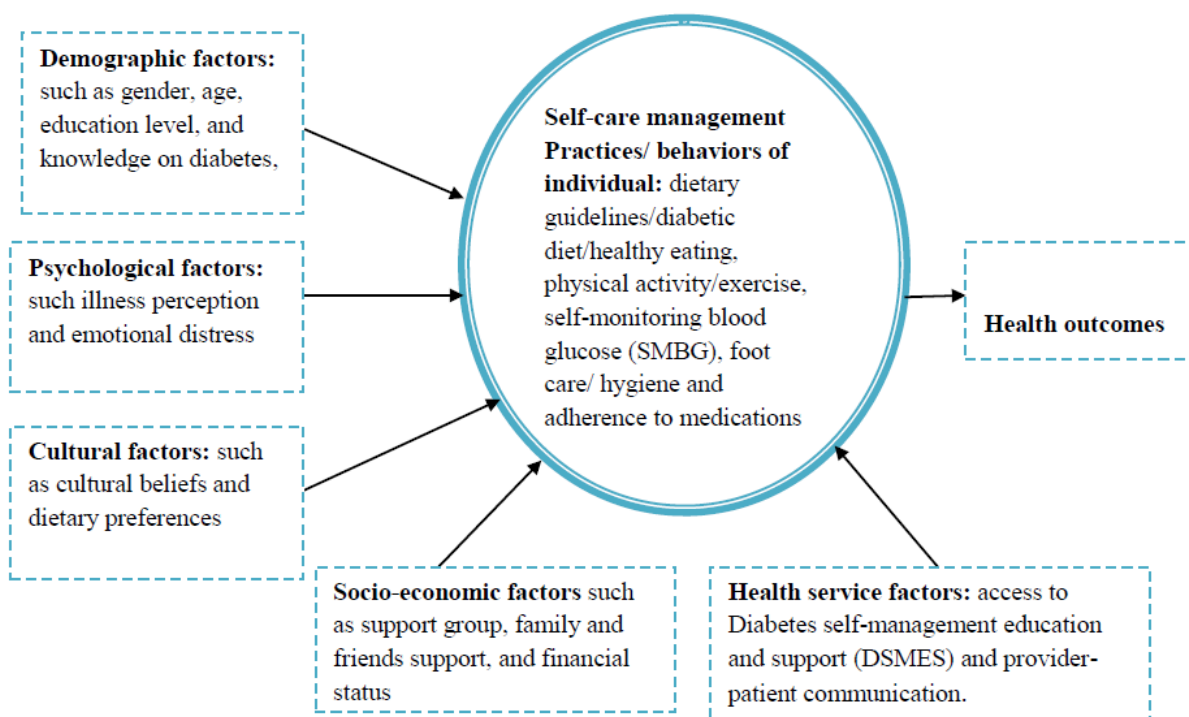 Demographic factors:
such as gender, age,
education level, and
knowledge on diabetes,
Psychological factors:
such illness perception
and emotional distress
Cultural factors: such
as cultural beliefs and
dietary preferences
Socio-economic factors such
as support group, family and
friends support, and financial
status
Health service factors: access to
Diabetes self-management education
and support (DSMES) and provider-
patient communication.
Self-care management
Practices/ behaviors of
individual: dietary
guidelines/diabetic
diet/healthy eating,
physical activity/exercise,
self-monitoring blood
glucose (SMBG), foot
care/ hygiene and
adherence to medications
Health outcomes